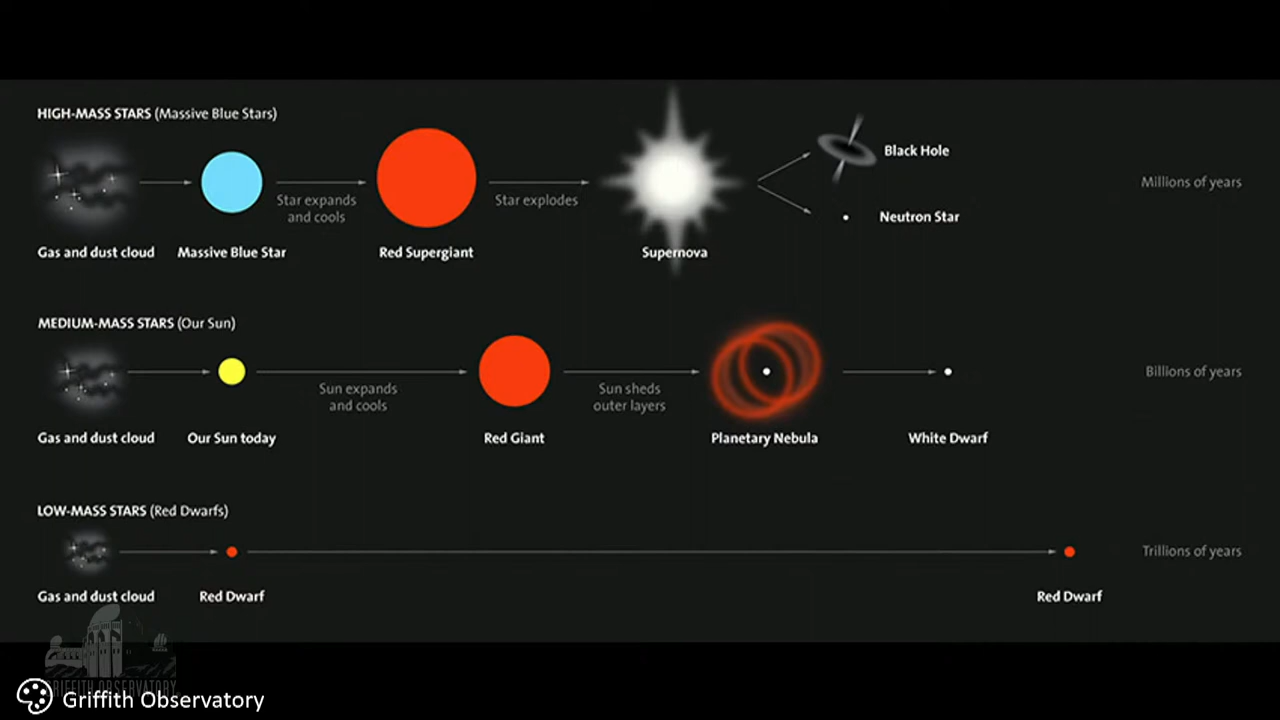 HIGH-MASS STARS (Massive Blue Stars)
Black Hole
Millions of years
Star expands
and cools
Star explodes
Neutron Star
Gas and dust cloud
Massive Blue Star
Red Supergiant
Supernova
MEDIUM-MASS STARS (Our Sun)
Billions of years
Sun expands
and cools
Sun sheds
outer layers
Gas and dust cloud
Our Sun today
Red Giant
Planetary Nebula
White Dwarf
LOW-MASS STARS (Red Dwarfs)
Trillions of years
Gas and dust cloud
Red Dwarf
Red Dwarf
GRIFFITH OBSERVATORY
Griffith Observatory